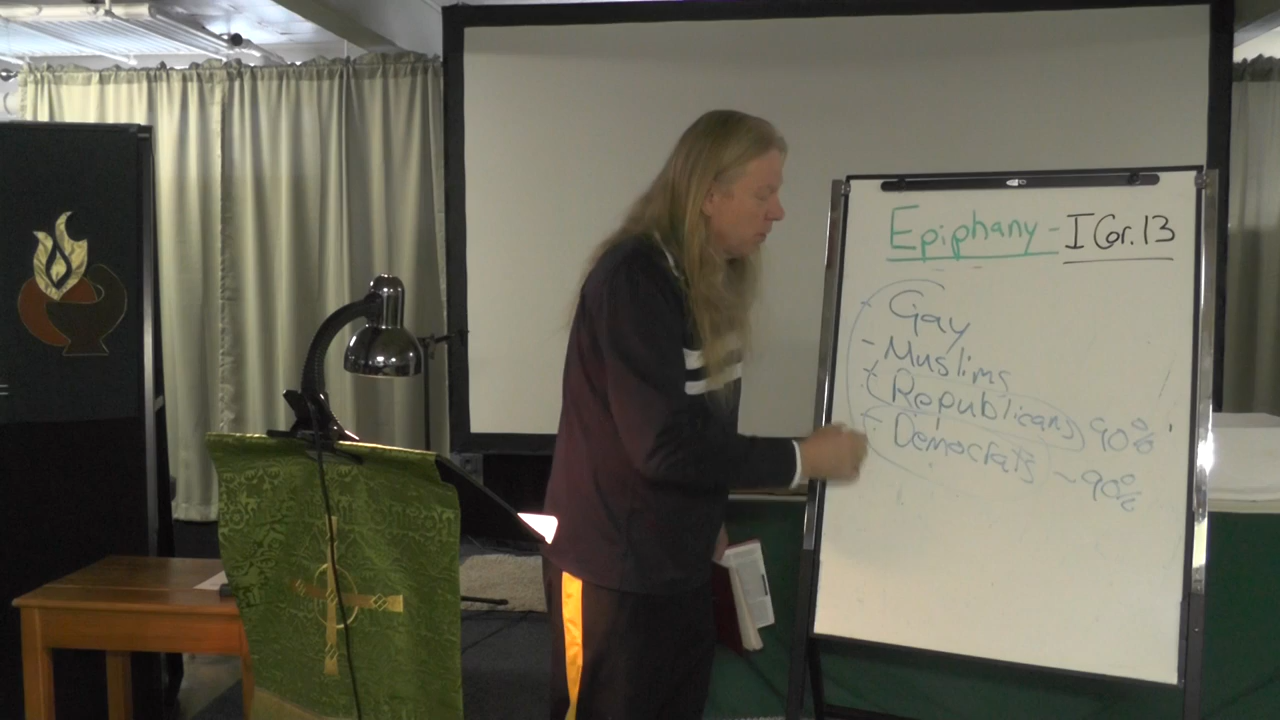 Epiphany - I Cor. 13
Gay
- Muslims
- Republicans 90%
- Democrats ~90%